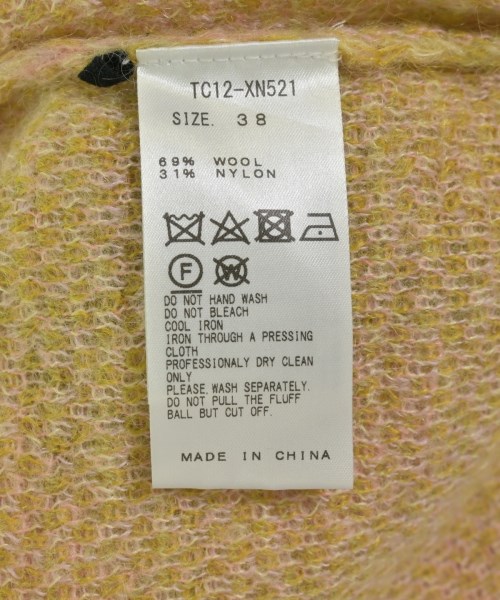 TC12-XN521
SIZE. 38
69% WOOL
31% NYLON
F
W
DO NOT HAND WASH
DO NOT BLEACH
COOL IRON
IRON THROUGH A PRESSING
CLOTH
PROFESSIONALY DRY CLEAN
ONLY
PLEASE.WASH SEPARATELY.
DO NOT PULL THE FLUFF
BALL BUT CUT OFF.
MADE IN CHINA